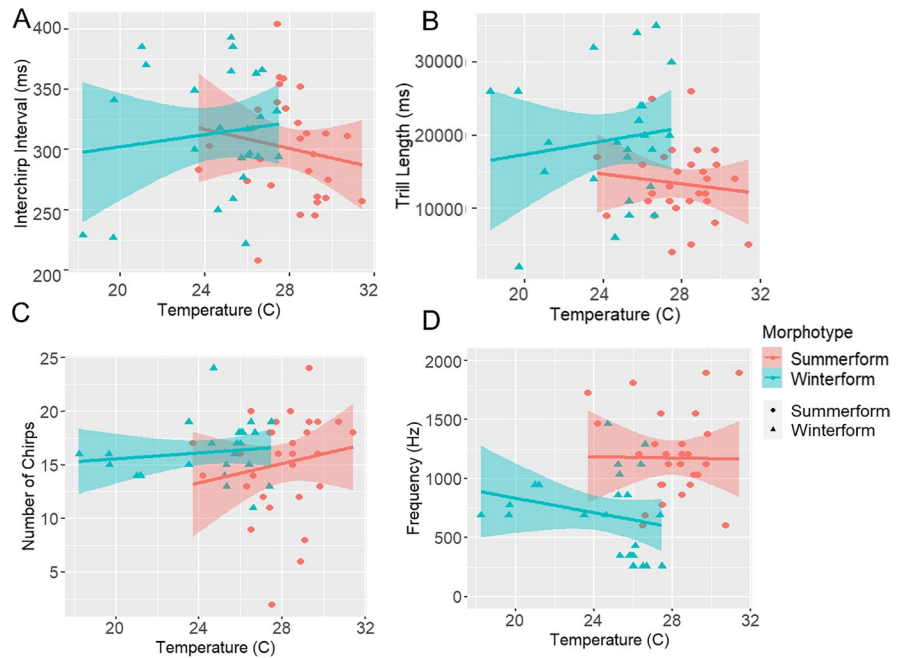 A
Interchirp Interval (ms)
400
350
300
250
200
20 24 28 32
Temperature (C)
B
Trill Length (ms)
30000
20000
10000
20 24 28 32
Temperature (C)
C
Number of Chirps
25
20
15
10
5
20 24 28 32
Temperature (C)
D
Frequency (Hz)
2000
1500
1000
500
0
20 24 28 32
Temperature (C)
Morphotype
Summerform
Winterform
Summerform
Winterform